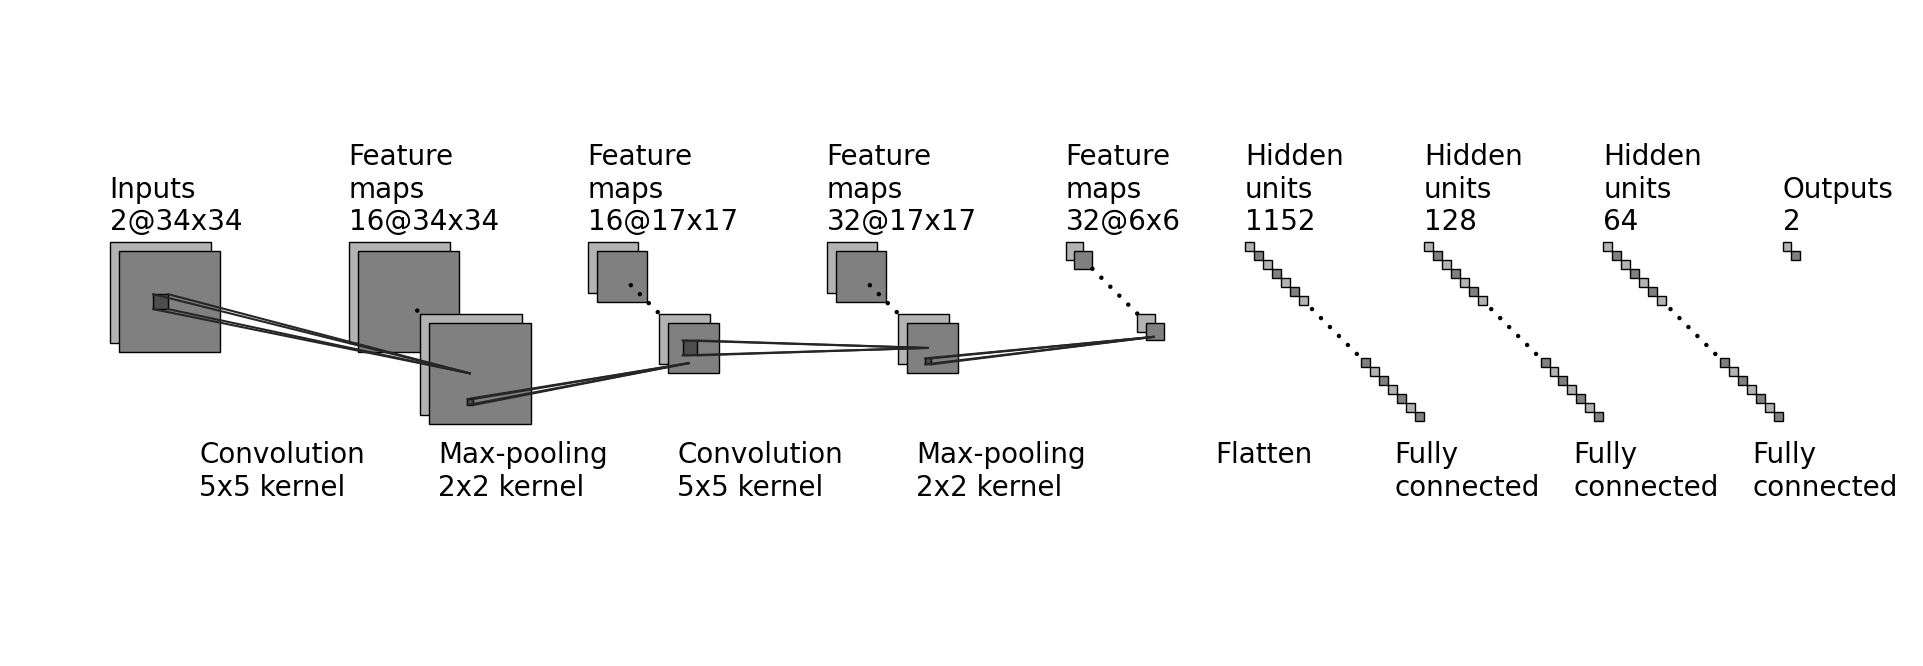 Inputs
2@34x34
Feature
maps
16@34x34
Feature
maps
16@17x17
Feature
maps
32@17x17
Feature
maps
32@6x6
Hidden
units
1152
Hidden
units
128
Hidden
units
64
Outputs
2
Convolution
5x5 kernel
Max-pooling
2x2 kernel
Convolution
5x5 kernel
Max-pooling
2x2 kernel
Flatten
Fully
connected
Fully
connected
Fully
connected